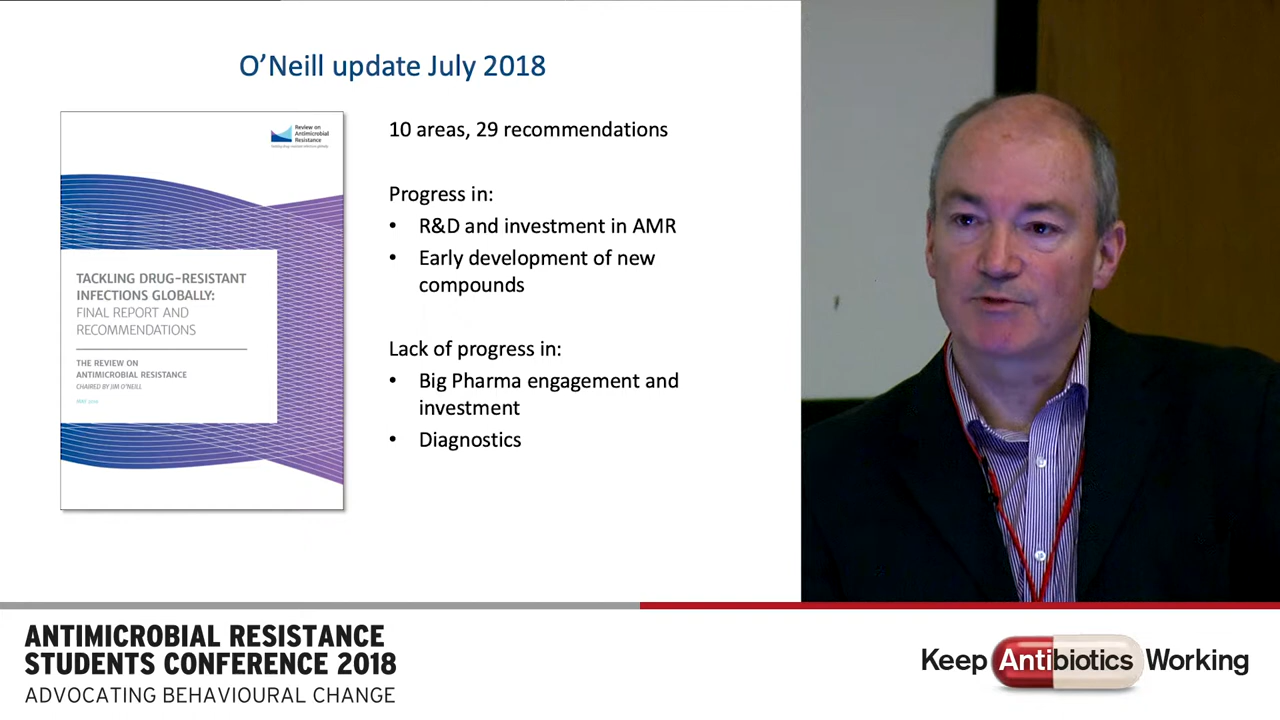 O'Neill update July 2018
Review on
Antimicrobial
Resistance
TACKLING DRUG-RESISTANT
INFECTIONS GLOBALLY:
FINAL REPORT AND
RECOMMENDATIONS
THE REVIEW ON
ANTIMICROBIAL RESISTANCE
CHAIRED BY JIM O'NEILL
10 areas, 29 recommendations
Progress in:
• R&D and investment in AMR
• Early development of new
compounds
Lack of progress in:
• Big Pharma engagement and
investment
• Diagnostics
ANTIMICROBIAL RESISTANCE
STUDENTS CONFERENCE 2018
ADVOCATING BEHAVIOURAL CHANGE
Keep Antibiotics Working